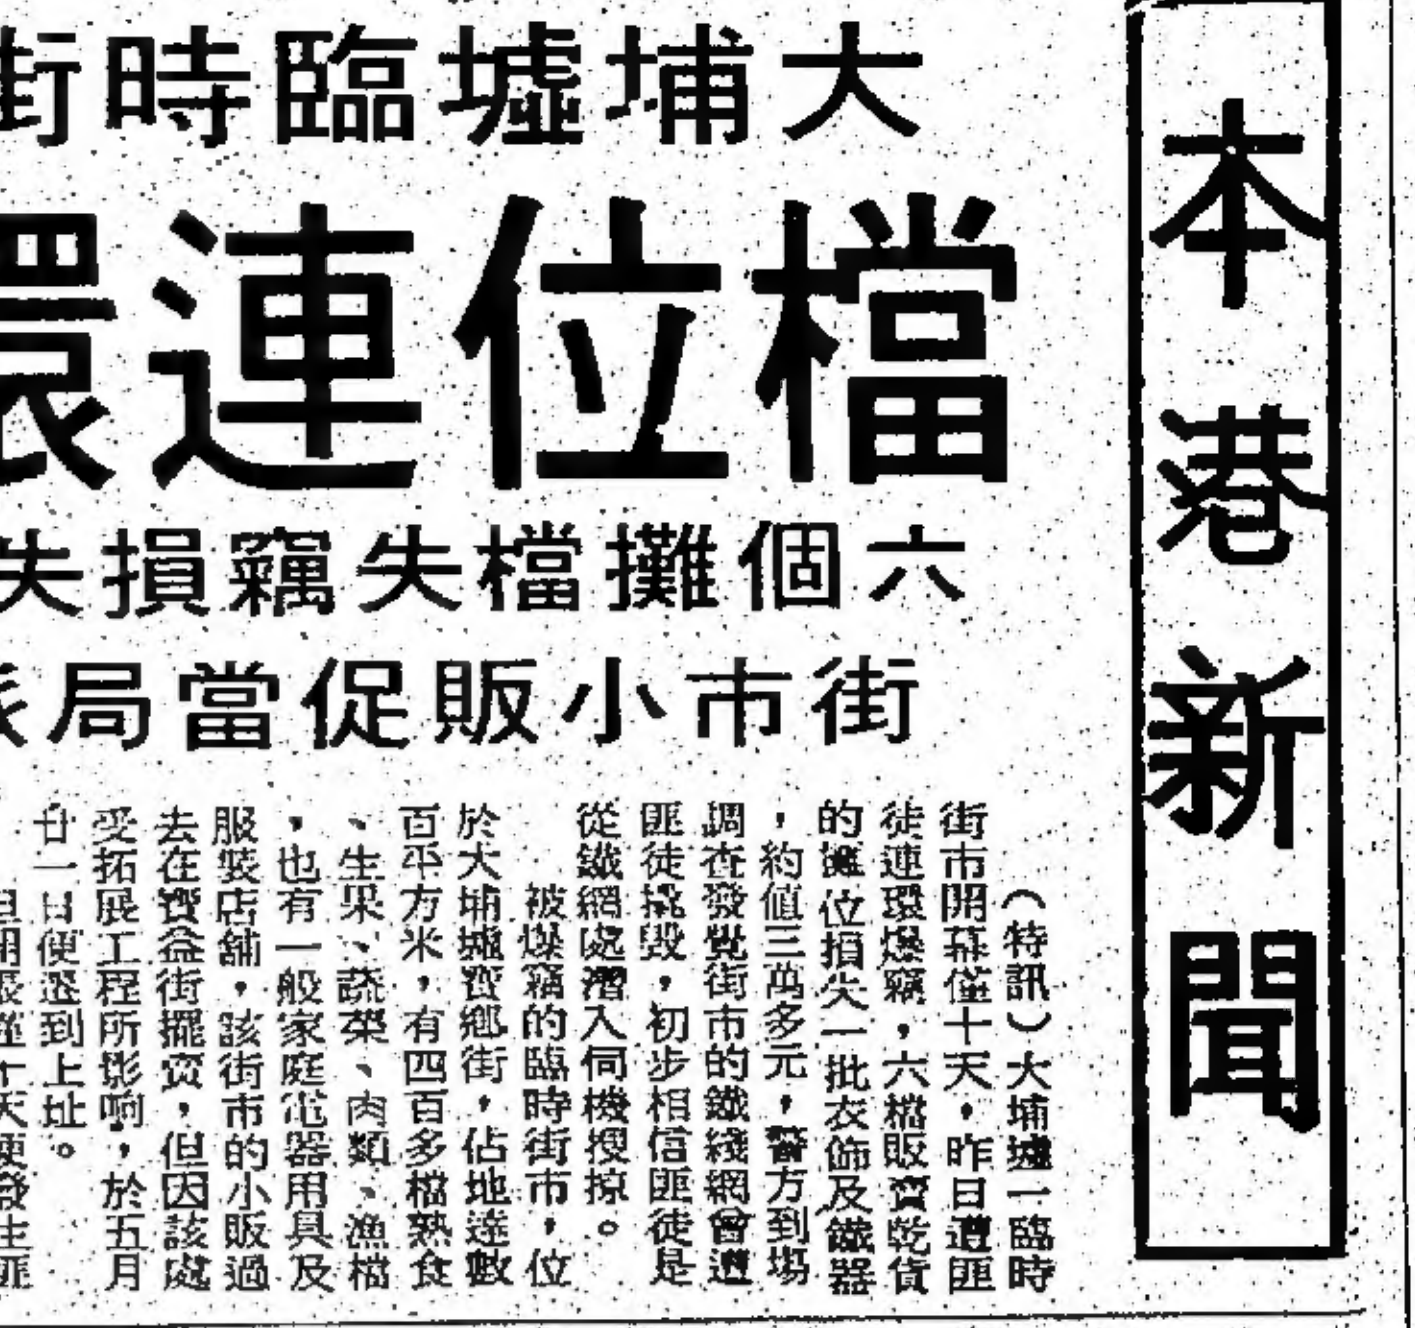 本港新聞
大埔墟臨時街
檔位連環
六個攤檔失竊損失
街市小販促當局派
（特訊）大埔墟一臨時
街市開幕僅十天，昨日遭匪
徒連環爆竊，六檔販賣乾貨
的攤位損失一批衣飾及鐵器
，約値三萬多元，警方到場
調查發覺街市的鐵綫網曾遭
匪徒撬毀，初步相信匪徒是
從鐵網處潛入伺機搜掠。
被爆竊的臨時街市，位
於大埔墟寶鄉街，佔地達數
百平方米，有四百多檔熟食
、生果、蔬菜、肉類、漁檔
，也有一般家庭電器用具及
服裝店舖，該街市的小販過
去在寶益街擺賣，但因該處
受拓展工程所影响，於五月
廿一日便遷到上址。
但開張僅十天便發生匪